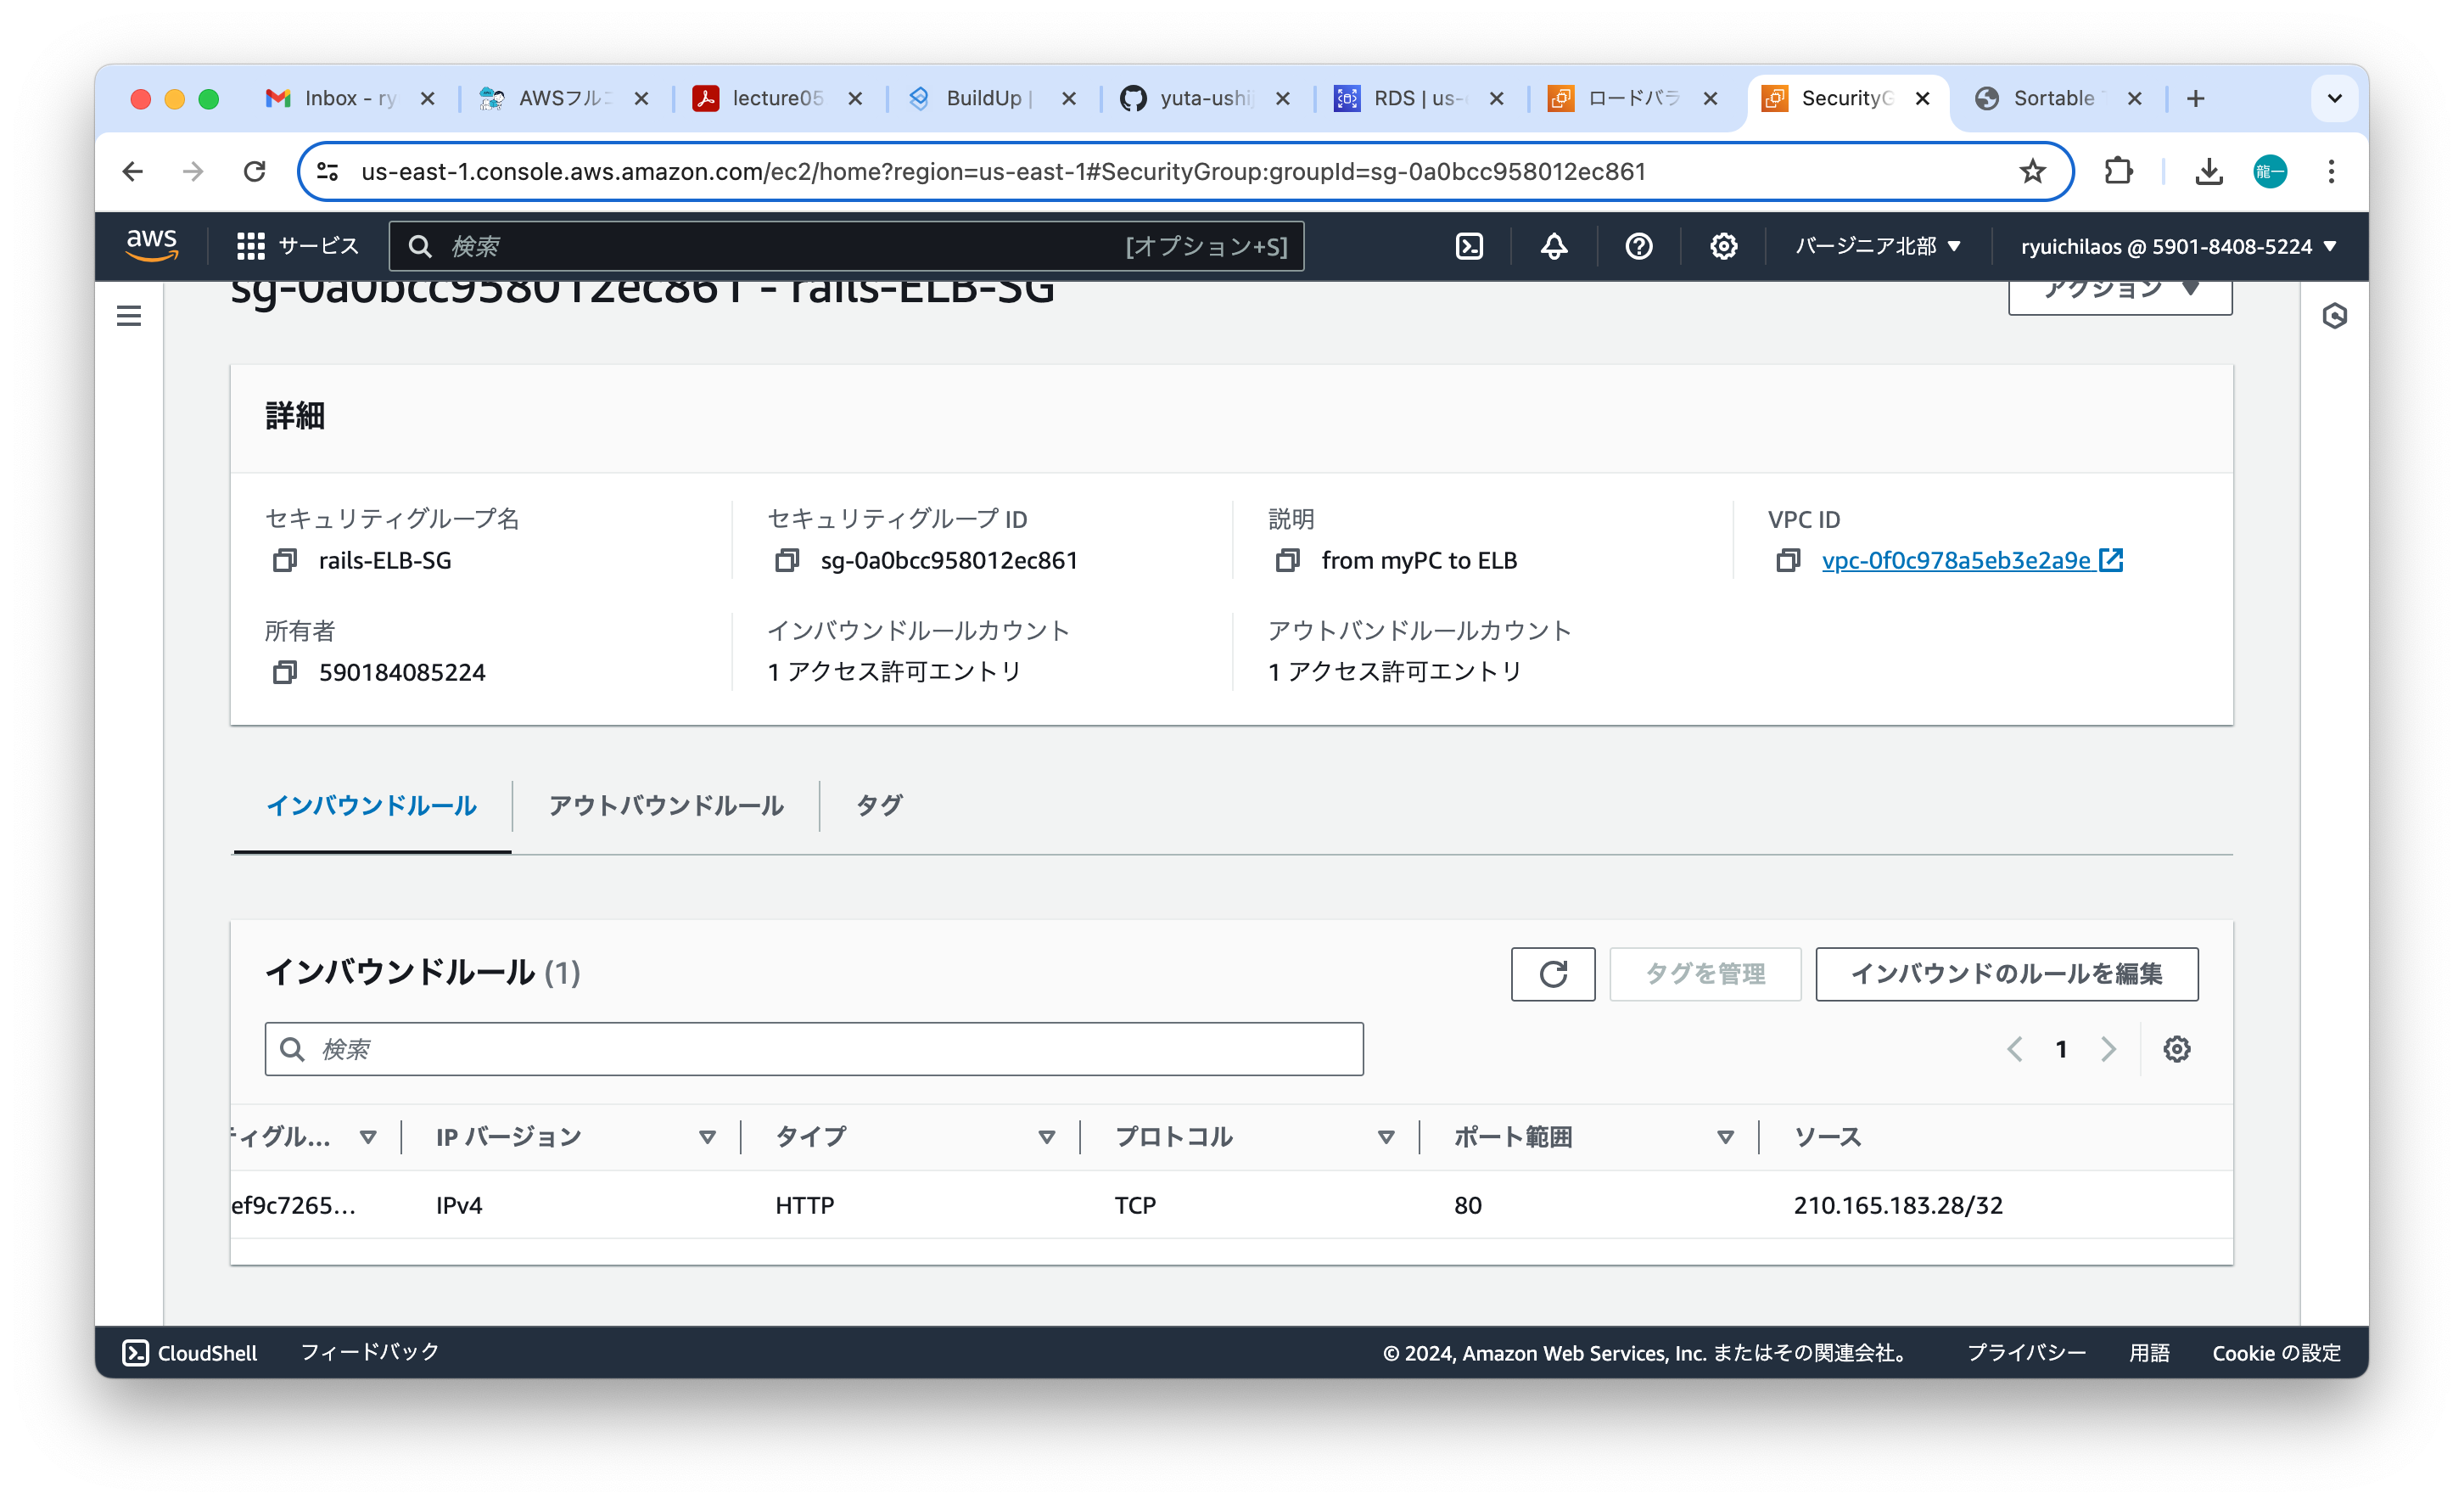 Inbox - ry
AWSフルコ
lecture05
BuildUp |
yuta-ushij
RDS | us-
ロードバラ
SecurityG
Sortable
us-east-1.console.aws.amazon.com/ec2/home?region=us-east-1#SecurityGroup:groupId=sg-0a0bcc958012ec861
龍一
aws
サービス
検索
[オプション+S]
バージニア北部
ryuichilaos @ 5901-8408-5224
sg-0a0bcc958012ec861 - rails-ELB-SG
アクション
詳細
セキュリティグループ名
rails-ELB-SG
セキュリティグループ ID
sg-0a0bcc958012ec861
説明
from myPC to ELB
VPC ID
vpc-0f0c978a5eb3e2a9e
所有者
590184085224
インバウンドルールカウント
1 アクセス許可エントリ
アウトバンドルールカウント
1 アクセス許可エントリ
インバウンドルール
アウトバウンドルール
タグ
インバウンドルール (1)
タグを管理
インバウンドのルールを編集
検索
1
ティグル...
IP バージョン
タイプ
プロトコル
ポート範囲
ソース
ef9c7265...
IPv4
HTTP
TCP
80
210.165.183.28/32
CloudShell
フィードバック
© 2024, Amazon Web Services, Inc. またはその関連会社。
プライバシー
用語
Cookie の設定